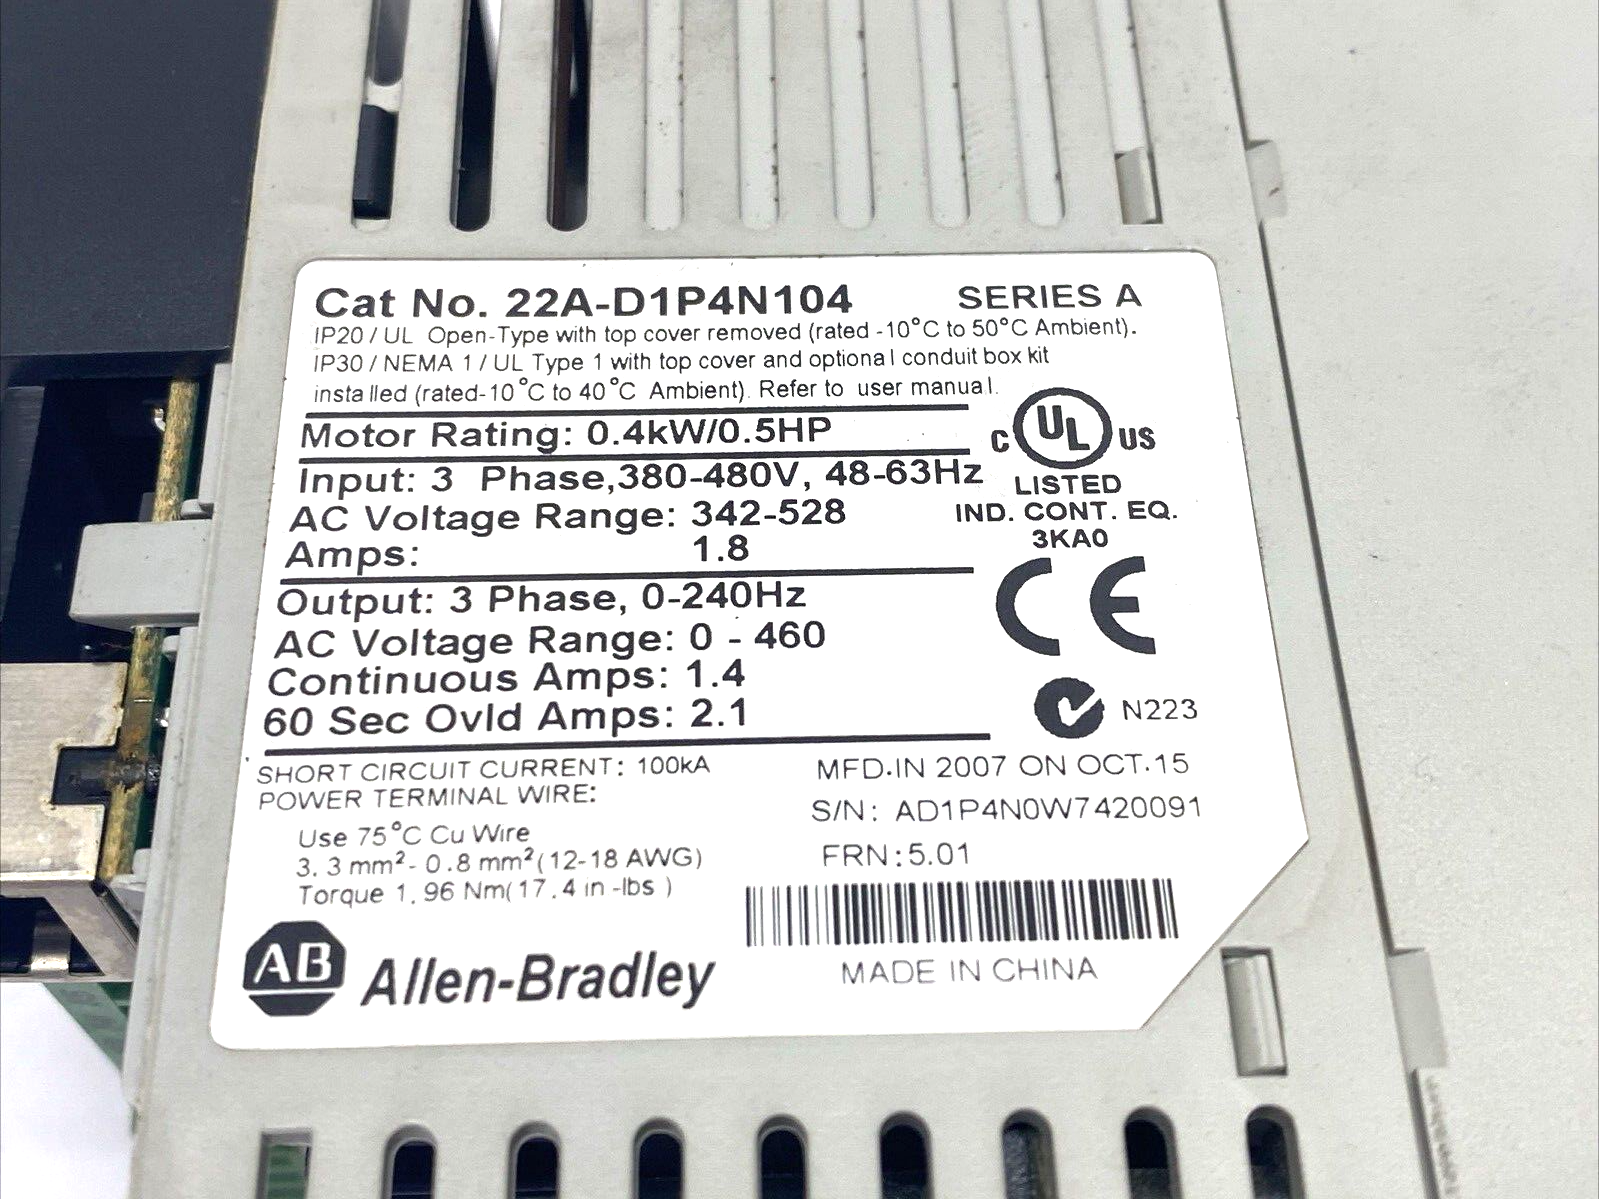 Cat No. 22A-D1P4N104 SERIES A
IP20 / UL Open-Type with top cover removed (rated -10°C to 50°C Ambient).
IP30 / NEMA 1 / UL Type 1 with top cover and optional conduit box kit
installed (rated-10°C to 40°C Ambient). Refer to user manual.
Motor Rating: 0.4kW/0.5HP
C UL US
LISTED
IND. CONT. EQ.
3KA0
Input: 3 Phase,380-480V, 48-63Hz
AC Voltage Range: 342-528
Amps: 1.8
CE
Output: 3 Phase, 0-240Hz
AC Voltage Range: 0 - 460
Continuous Amps: 1.4
60 Sec Ovld Amps: 2.1
N223
SHORT CIRCUIT CURRENT: 100kA
POWER TERMINAL WIRE:
Use 75°C Cu Wire
3.3 mm²- 0.8 mm²(12-18 AWG)
Torque 1.96 Nm(17.4 in-lbs )
MFD.IN 2007 ON OCT.15
S/N: AD1P4N0W7420091
FRN:5.01
AB Allen-Bradley
MADE IN CHINA